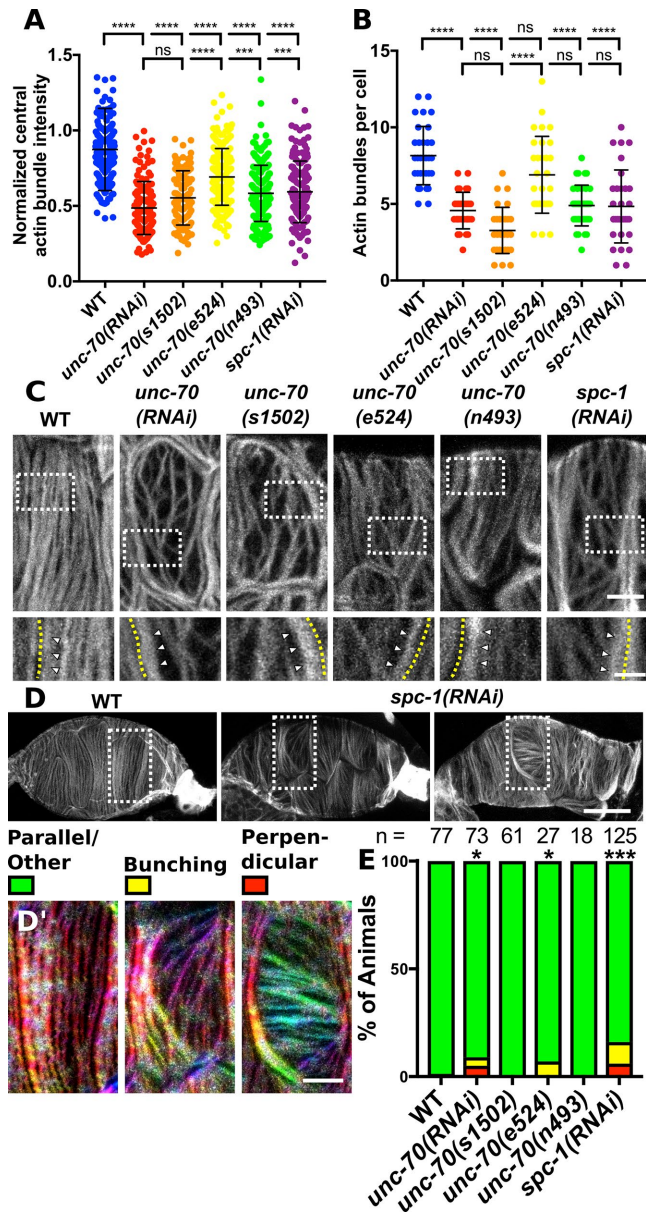 A
**** **** **** **** ****
ns **** *** ***
Normalized central
actin bundle intensity
1.5
1.0
0.5
0.0
WT
unc-70(RNAi)
unc-70(s1502)
unc-70(e524)
unc-70(n493)
spc-1(RNAi)
B
**** **** ns **** ****
ns **** ns ns
Actin bundles per cell
15
10
5
0
WT
unc-70(RNAi)
unc-70(s1502)
unc-70(e524)
unc-70(n493)
spc-1(RNAi)
C
WT
unc-70
(RNAi)
unc-70
(s1502)
unc-70
(e524)
unc-70
(n493)
spc-1
(RNAi)
D
WT
spc-1(RNAi)
Parallel/
Other
Bunching
Perpen-
dicular
D'
E
n = 77 73 61 27 18 125
* * ***
% of Animals
100
50
0
WT
unc-70(RNAi)
unc-70(s1502)
unc-70(e524)
unc-70(n493)
spc-1(RNAi)